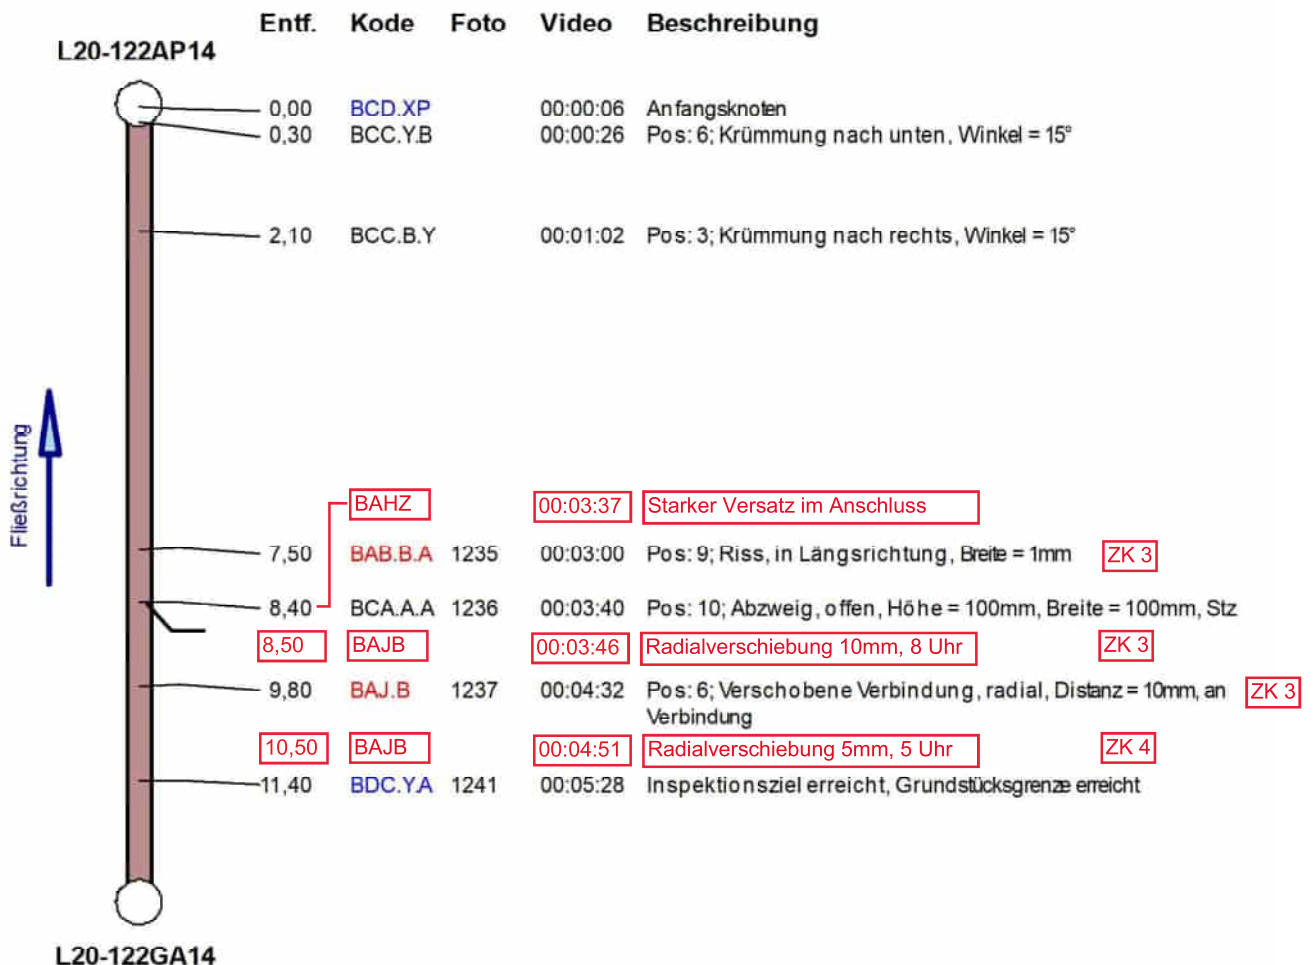 Entf. Kode Foto Video Beschreibung
L20-122AP14
0,00 BCD.XP 00:00:06 Anfangsknoten
0,30 BCC.Y.B 00:00:26 Pos: 6; Krümmung nach unten, Winkel = 15°
2,10 BCC.B.Y 00:01:02 Pos: 3; Krümmung nach rechts, Winkel = 15°
Fließrichtung
BAHZ 00:03:37 Starker Versatz im Anschluss
7,50 BAB.B.A 1235 00:03:00 Pos: 9; Riss, in Längsrichtung, Breite = 1mm ZK 3
8,40 BCA.A.A 1236 00:03:40 Pos: 10; Abzweig, offen, Höhe = 100mm, Breite = 100mm, Stz
8,50 BAJB 00:03:46 Radialverschiebung 10mm, 8 Uhr ZK 3
9,80 BAJ.B 1237 00:04:32 Pos: 6; Verschobene Verbindung, radial, Distanz = 10mm, an ZK 3
Verbindung
10,50 BAJB 00:04:51 Radialverschiebung 5mm, 5 Uhr ZK 4
11,40 BDC.Y.A 1241 00:05:28 Inspektionsziel erreicht, Grundstücksgrenze erreicht
L20-122GA14